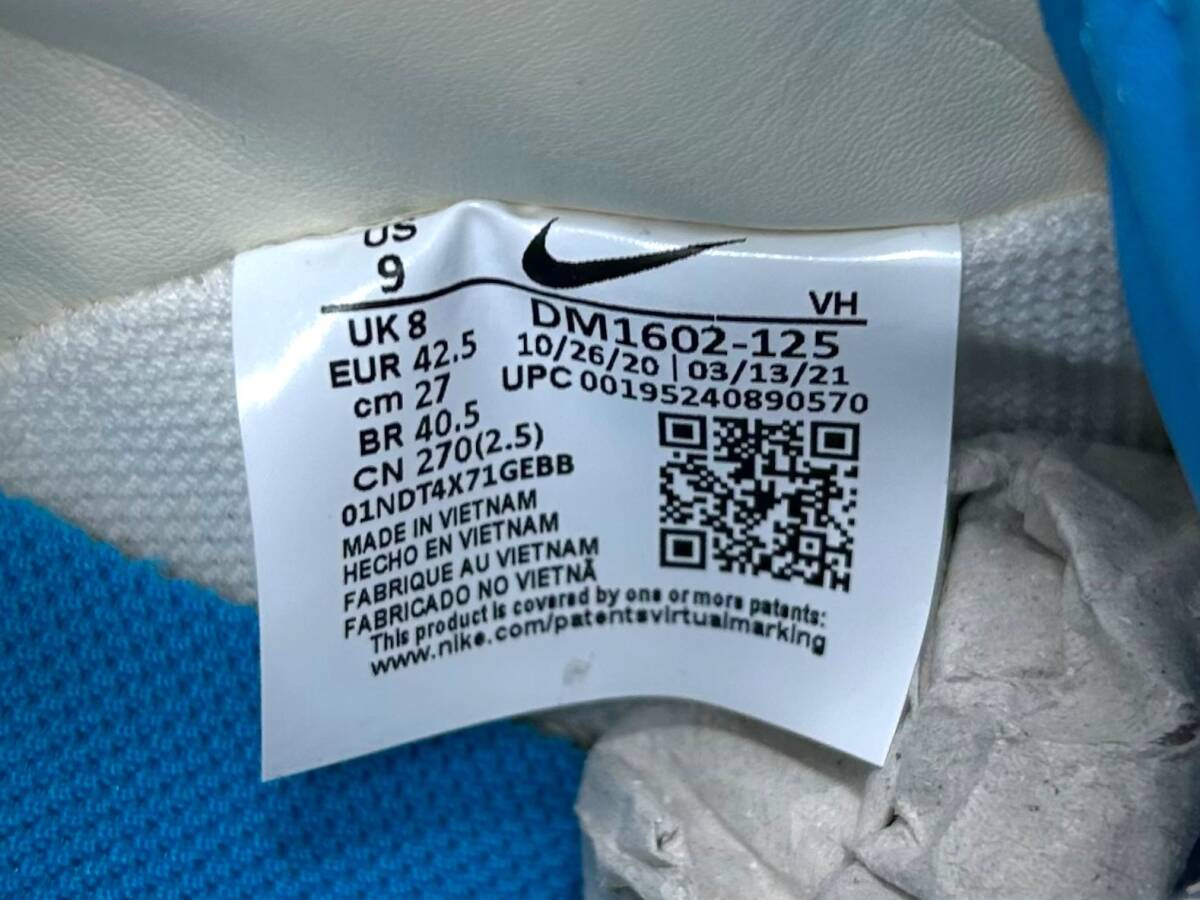 US
9
VH
UK 8
EUR 42.5
cm 27
BR 40.5
CN 270(2.5)
01NDT4X71GEBB
DM1602-125
10/26/20 | 03/13/21
UPC 00195240890570
MADE IN VIETNAM
HECHO EN VIETNAM
FABRIQUE AU VIETNAM
FABRICADO NO VIETNÃ
This product is covered by one or more patents:
www.nike.com/patentsvirtualmarking